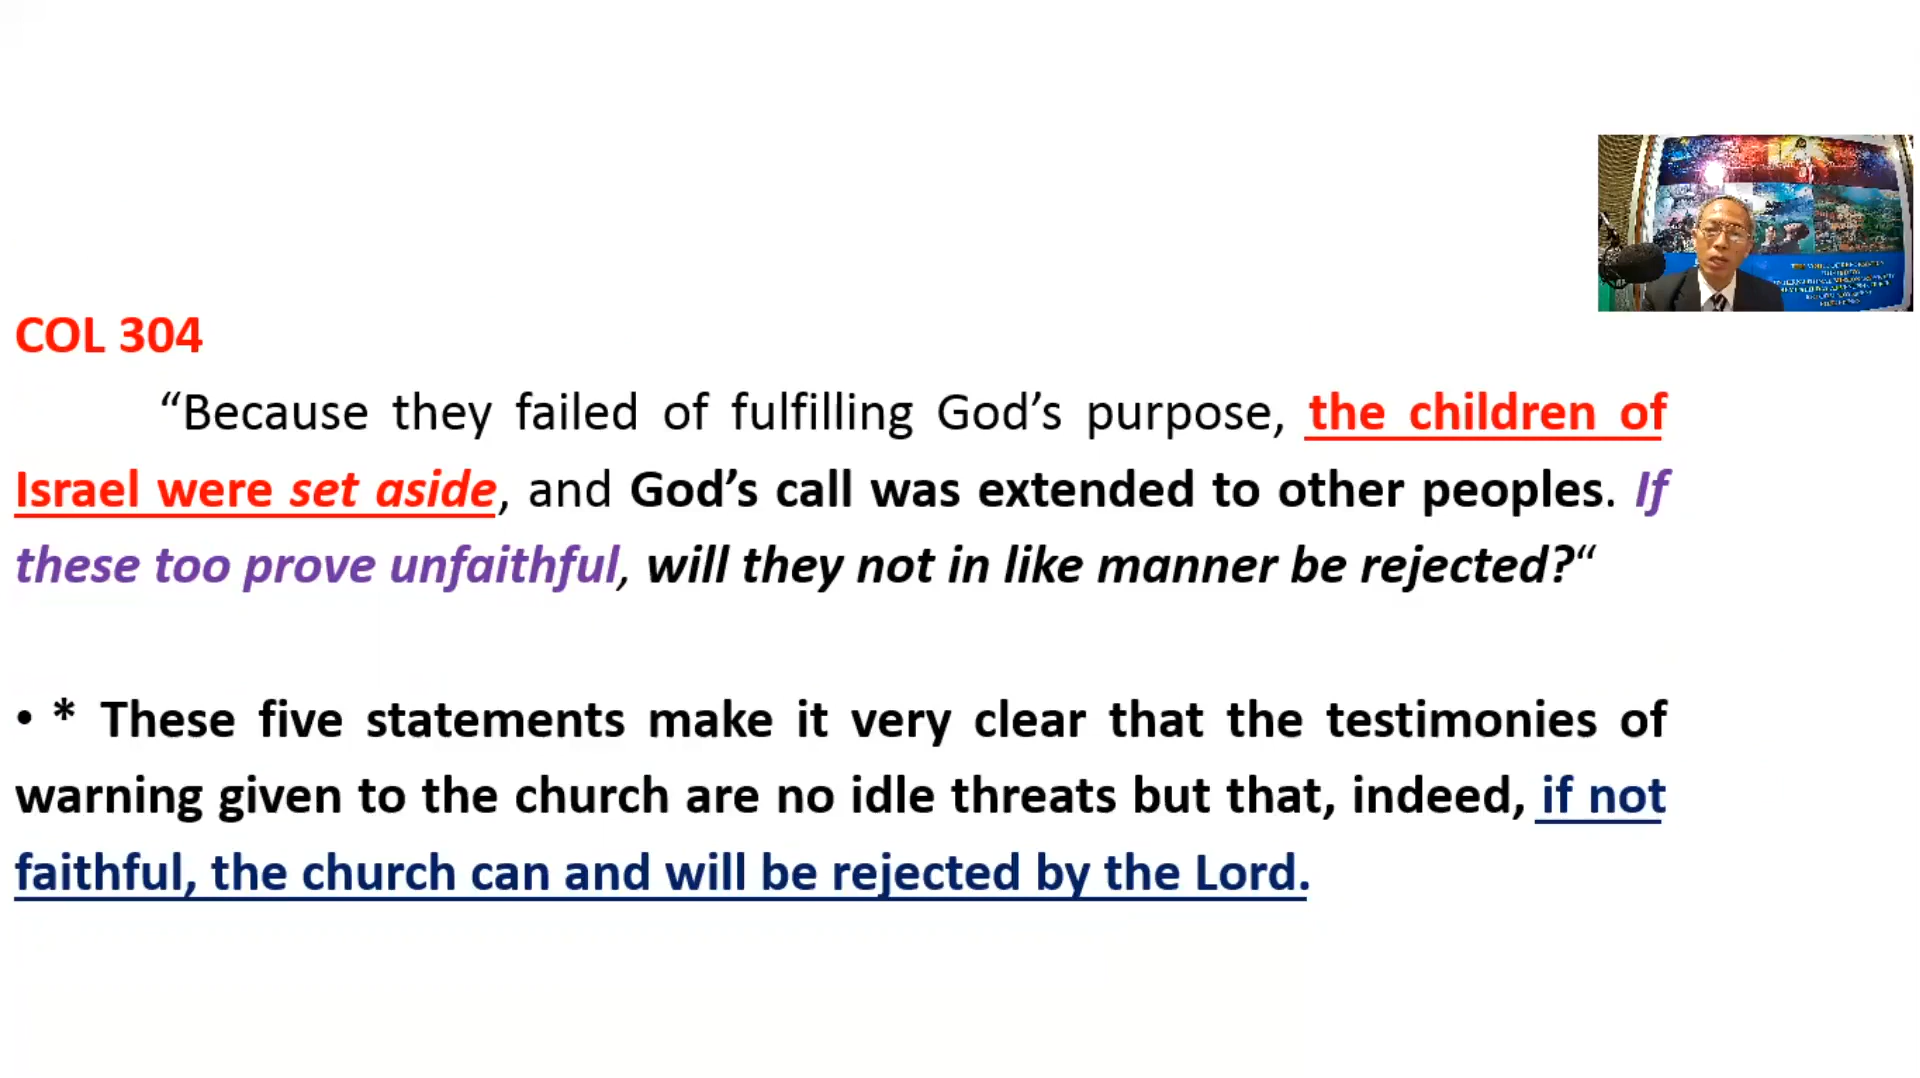 COL 304
“Because they failed of fulfilling God’s purpose, the children of
Israel were set aside, and God’s call was extended to other peoples. If
these too prove unfaithful, will they not in like manner be rejected?“
• * These five statements make it very clear that the testimonies of
warning given to the church are no idle threats but that, indeed, if not
faithful, the church can and will be rejected by the Lord.